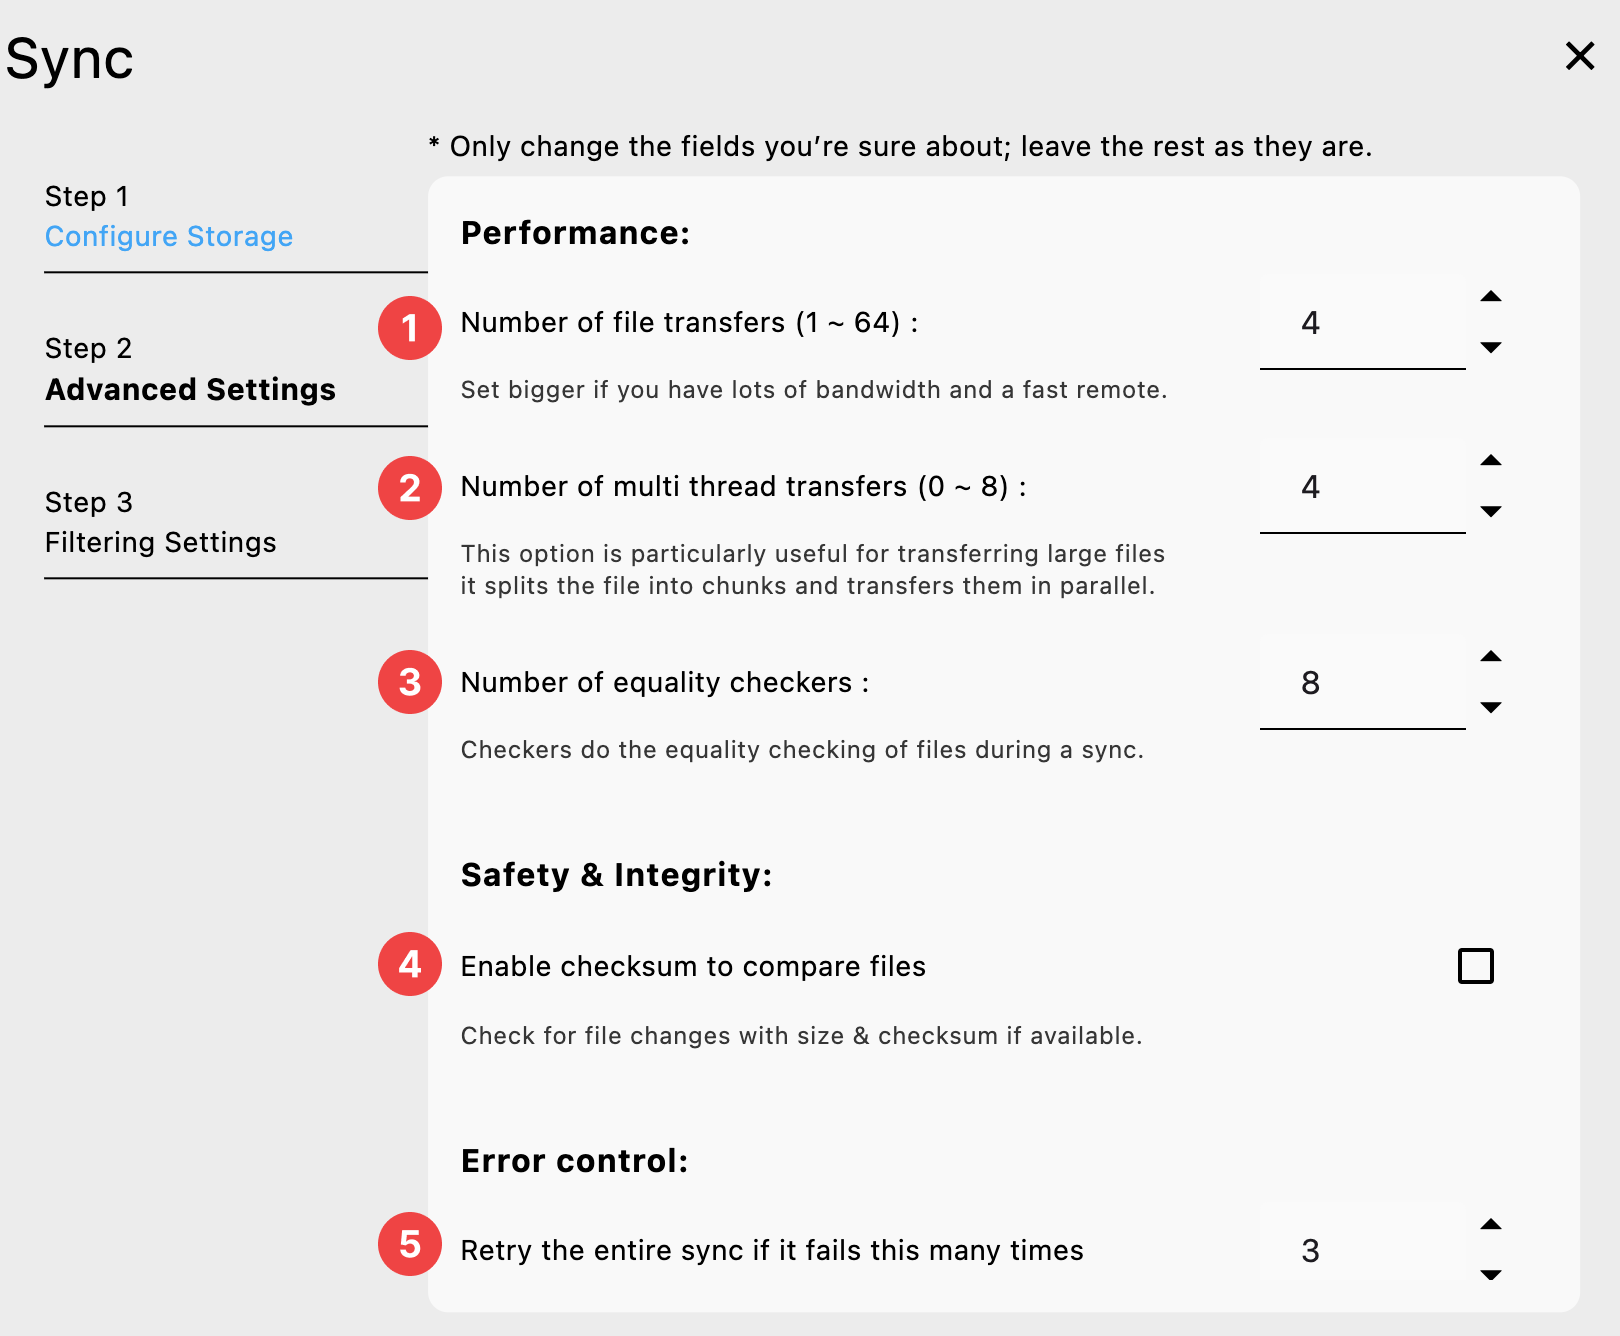 Sync
* Only change the fields you’re sure about; leave the rest as they are.
Step 1
Configure Storage
Step 2
Advanced Settings
Step 3
Filtering Settings
Performance:
1 Number of file transfers (1 ~ 64) : 4
Set bigger if you have lots of bandwidth and a fast remote.
2 Number of multi thread transfers (0 ~ 8) : 4
This option is particularly useful for transferring large files
it splits the file into chunks and transfers them in parallel.
3 Number of equality checkers : 8
Checkers do the equality checking of files during a sync.
Safety & Integrity:
4 Enable checksum to compare files
Check for file changes with size & checksum if available.
Error control:
5 Retry the entire sync if it fails this many times 3